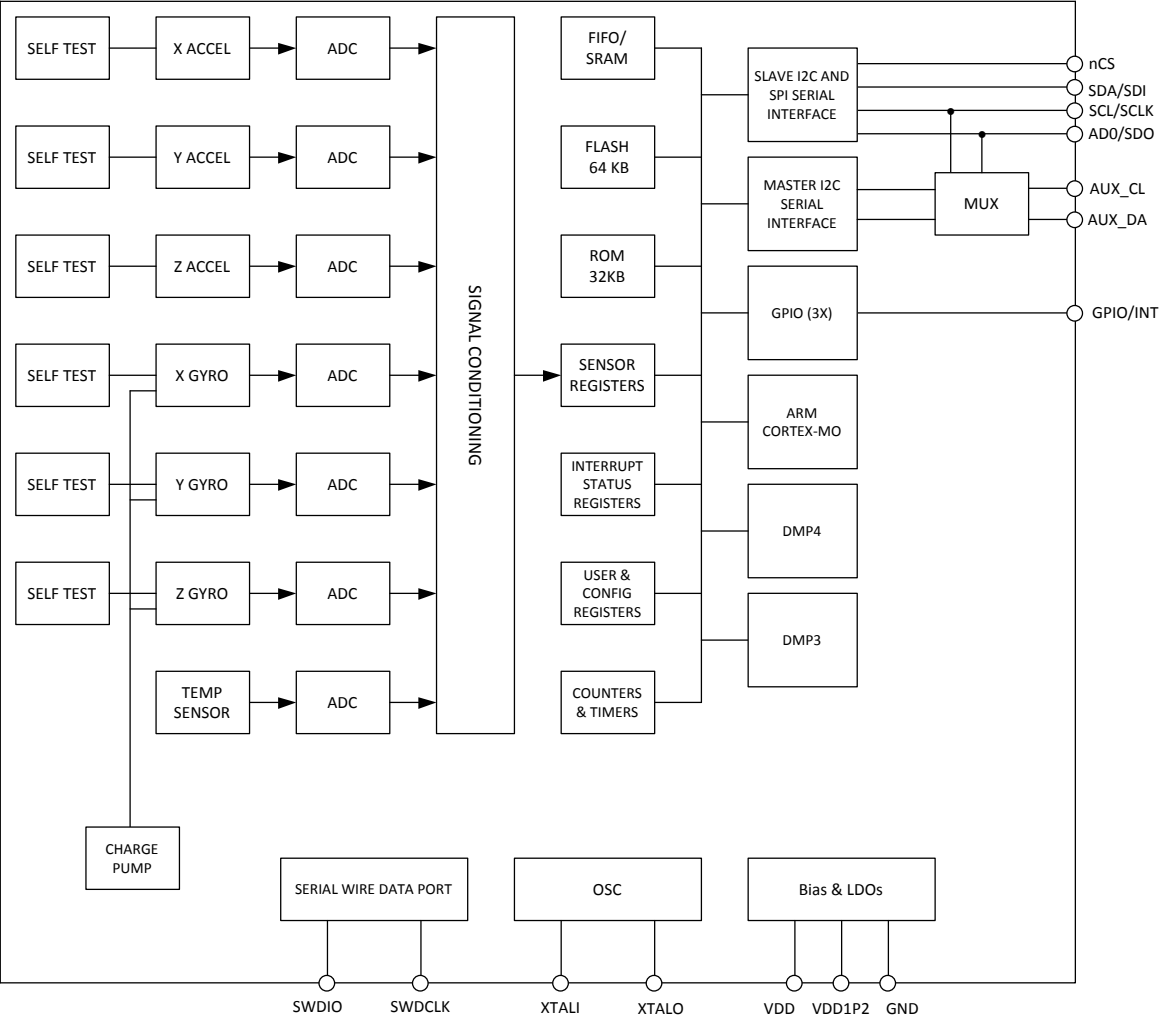 SELF TEST
X ACCEL
ADC
SELF TEST
Y ACCEL
ADC
SELF TEST
Z ACCEL
ADC
SELF TEST
X GYRO
ADC
SELF TEST
Y GYRO
ADC
SELF TEST
Z GYRO
ADC
TEMP
SENSOR
ADC
CHARGE
PUMP
SIGNAL CONDITIONING
FIFO/
SRAM
FLASH
64 KB
ROM
32KB
SENSOR
REGISTERS
INTERRUPT
STATUS
REGISTERS
USER &
CONFIG
REGISTERS
COUNTERS
& TIMERS
SLAVE I2C AND
SPI SERIAL
INTERFACE
MASTER I2C
SERIAL
INTERFACE
MUX
GPIO (3X)
ARM
CORTEX-MO
DMP4
DMP3
nCS
SDA/SDI
SCL/SCLK
AD0/SDO
AUX_CL
AUX_DA
GPIO/INT
SERIAL WIRE DATA PORT
OSC
Bias & LDOs
SWDIO
SWDCLK
XTALI
XTALO
VDD
VDD1P2
GND